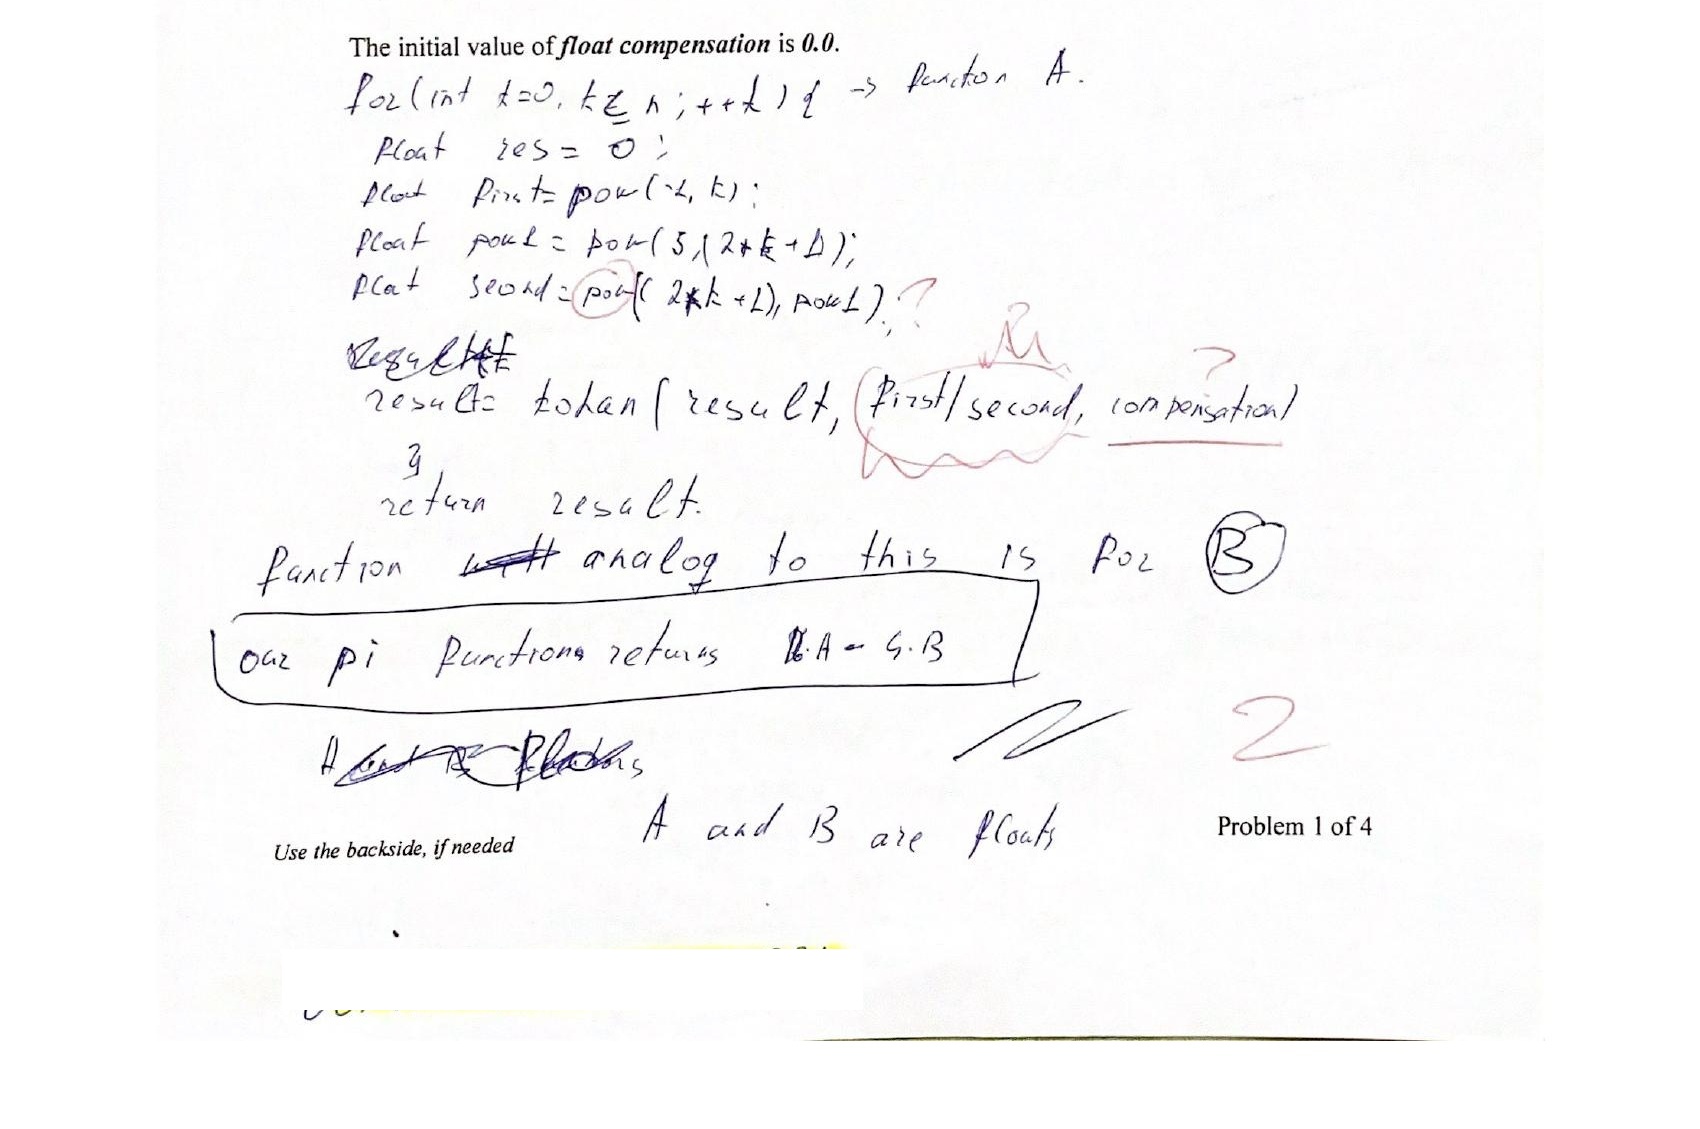 The initial value of float compensation is 0.0.
for(int k=0, k≤n; ++k){ -> function A.
float res = 0;
float first= pow(-1, k);
float pow1 = pow(5,(2*k+1);
float second = pow((2*k+1), pow1); ?
result= kohan(result, first/second, compensation) ?
}
return result.
function analog to this is for B
our pi functions returns A - G.B
2
A and B are floats
Problem 1 of 4
Use the backside, if needed